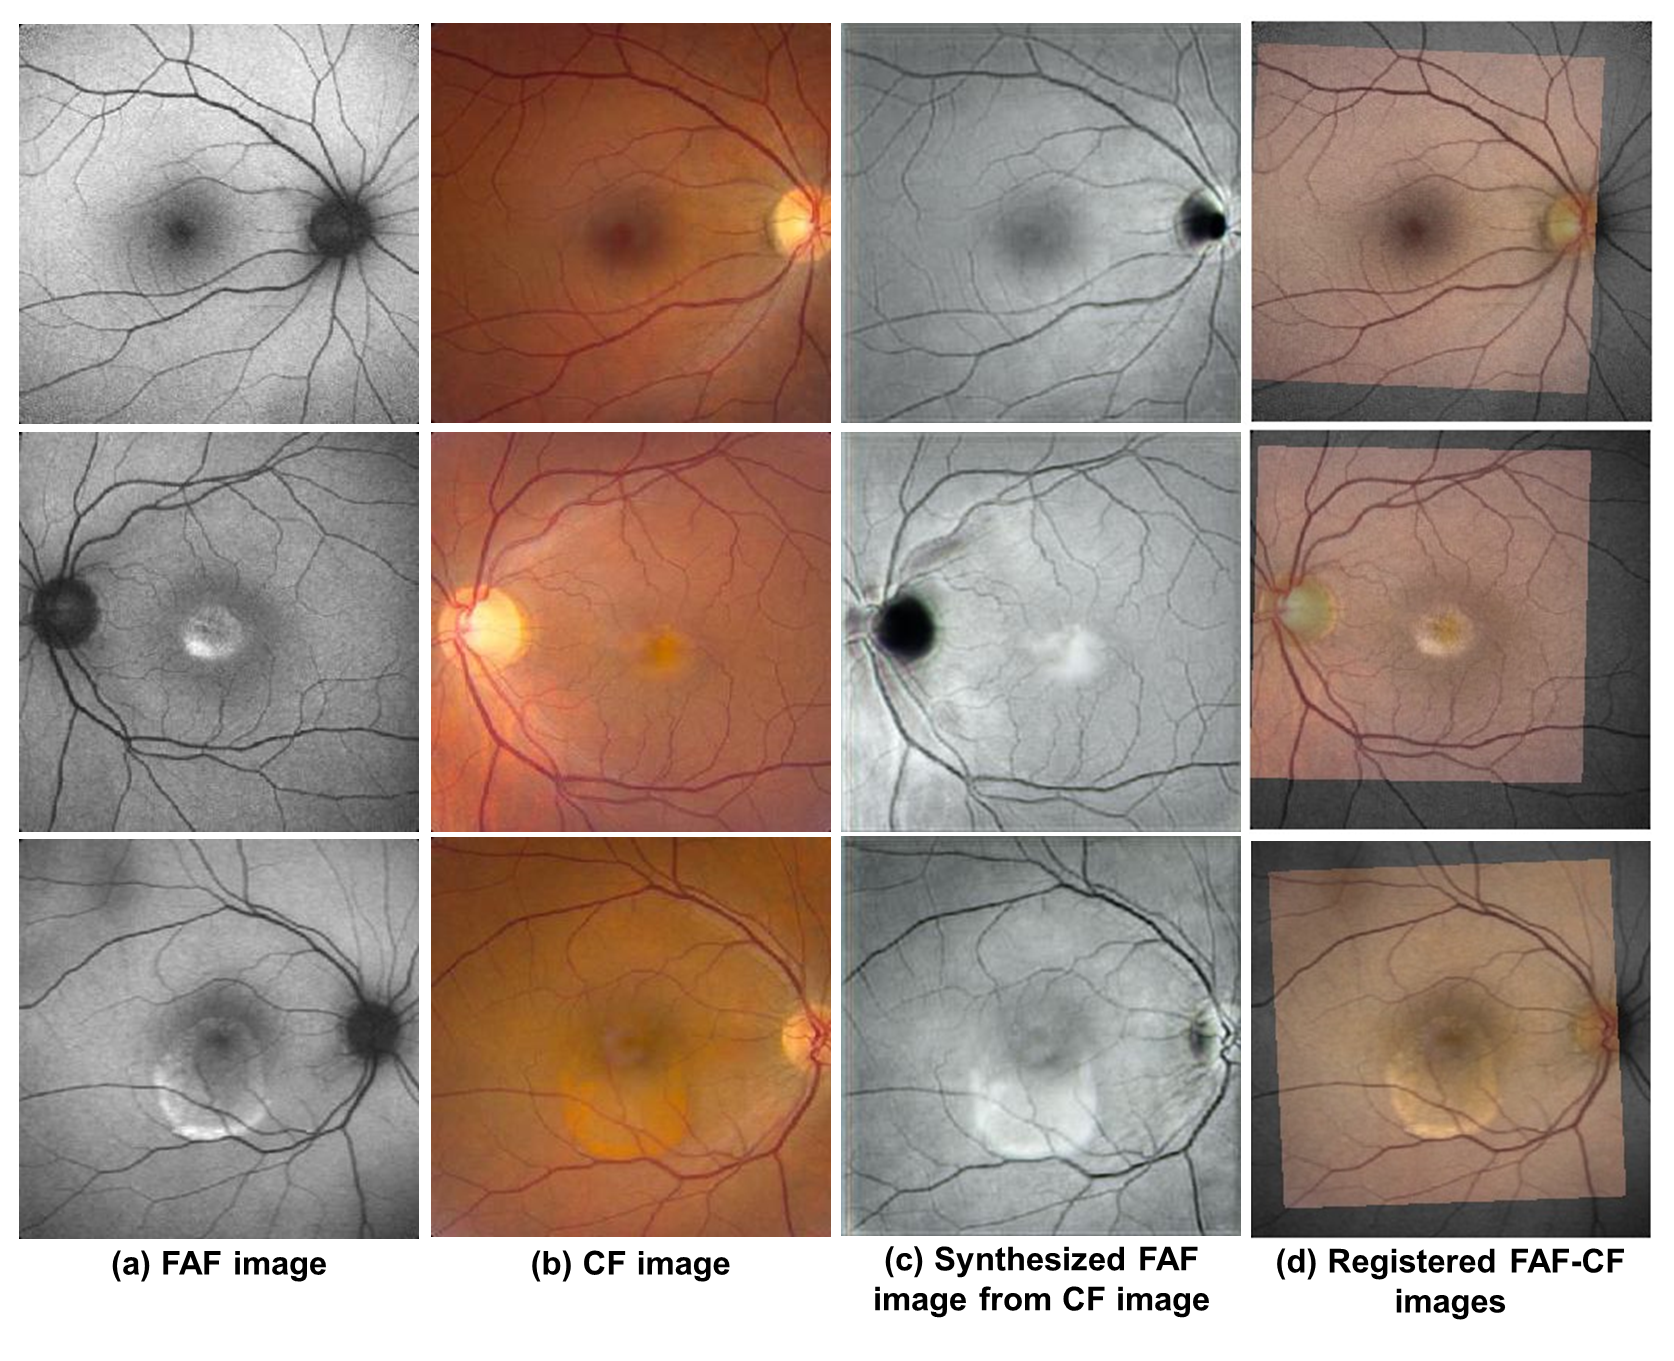 (a) FAF image
(b) CF image
(c) Synthesized FAF
image from CF image
(d) Registered FAF-CF
images